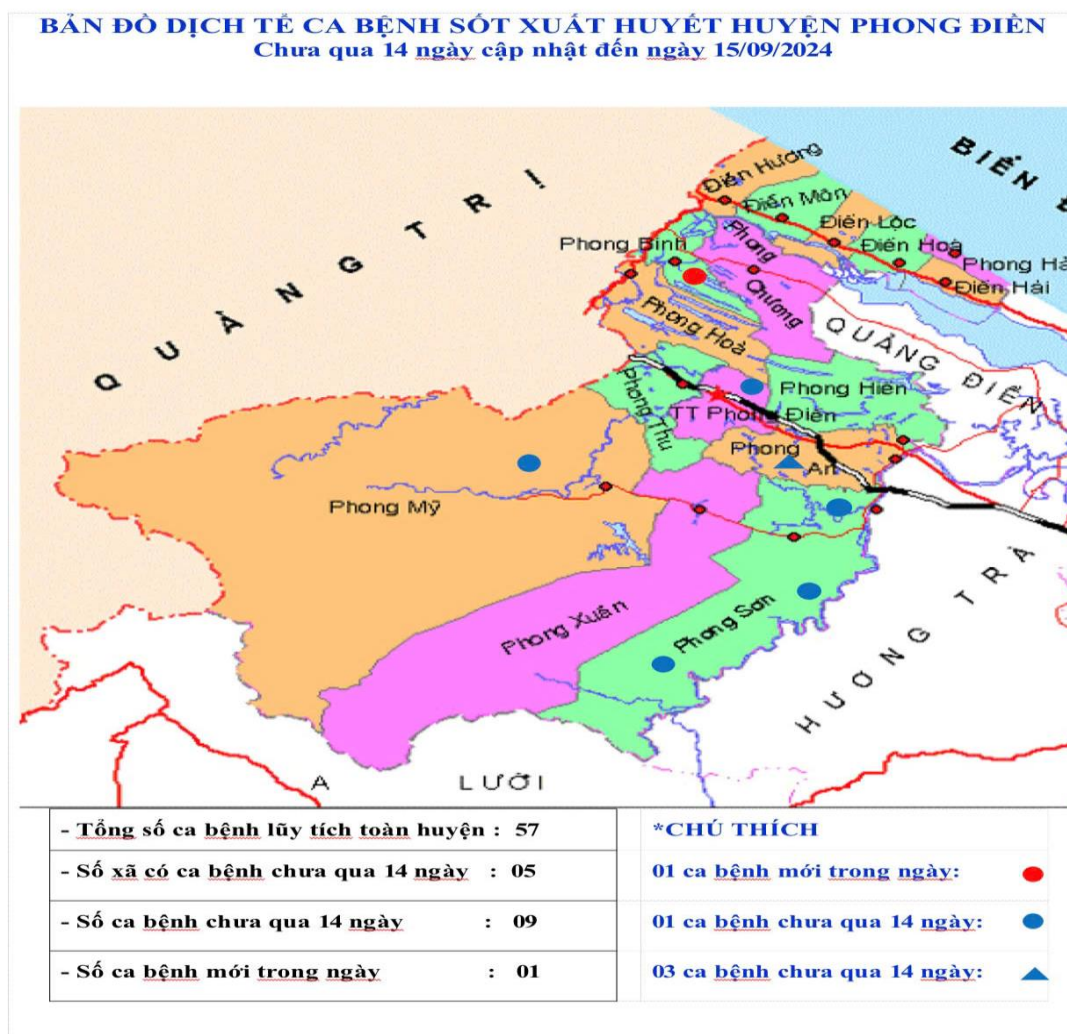 BẢN ĐỒ DỊCH TỄ CA BỆNH SỐT XUẤT HUYẾT HUYỆN PHONG ĐIỀN
Chưa qua 14 ngày cập nhật đến ngày 15/09/2024
BIỂN Đ
Điền Hương
Điền Môn
Điền Lộc
Điền Hoà
Phong Hả
Điền Hải
QUẢNG TRỊ
Phong Bình
Phong Chương
Phong Hoà
QUẢNG ĐIỀN
Phong Hiền
Phong Thu
TT Phong Điền
Phong An
Phong Mỹ
Phong Xuân
Phong Sơn
HƯƠNG TRÀ
A LƯỚI
- Tổng số ca bệnh lũy tích toàn huyện : 57
- Số xã có ca bệnh chưa qua 14 ngày : 05
- Số ca bệnh chưa qua 14 ngày : 09
- Số ca bệnh mới trong ngày : 01
*CHÚ THÍCH
01 ca bệnh mới trong ngày:
01 ca bệnh chưa qua 14 ngày:
03 ca bệnh chưa qua 14 ngày: